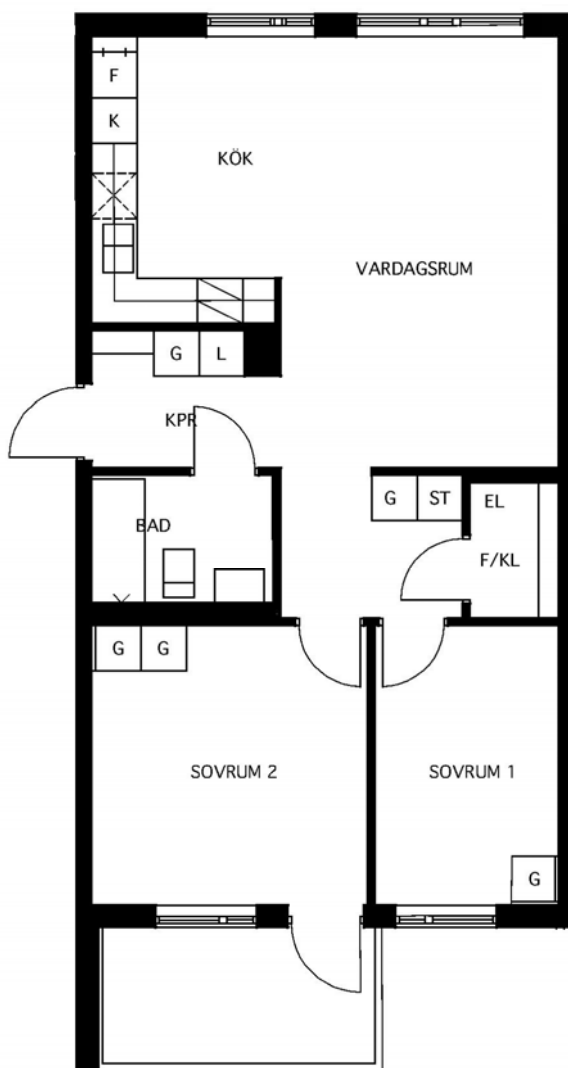 F
K
KÖK
VARDAGSRUM
G L
KPR
BAD
G ST
EL
F/KL
G G
SOVRUM 2
SOVRUM 1
G